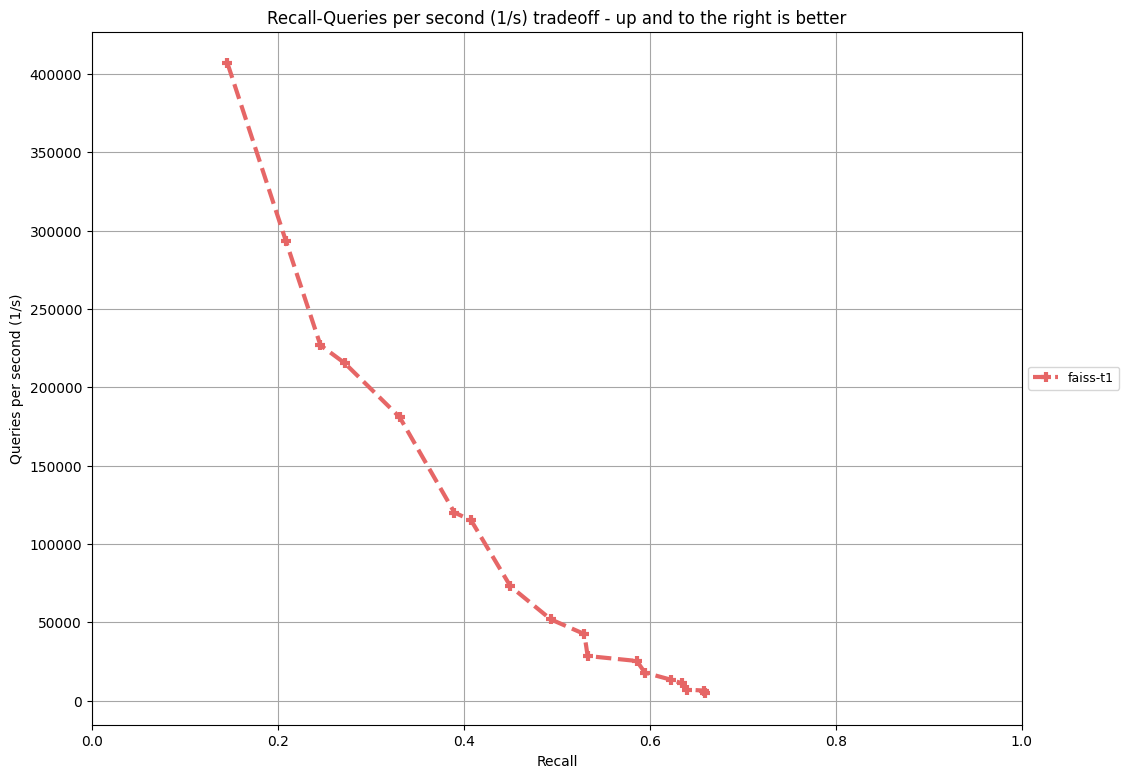 Recall-Queries per second (1/s) tradeoff - up and to the right is better
400000
350000
300000
250000
200000
150000
100000
50000
0
Queries per second (1/s)
0.0 0.2 0.4 0.6 0.8 1.0
Recall
faiss-t1